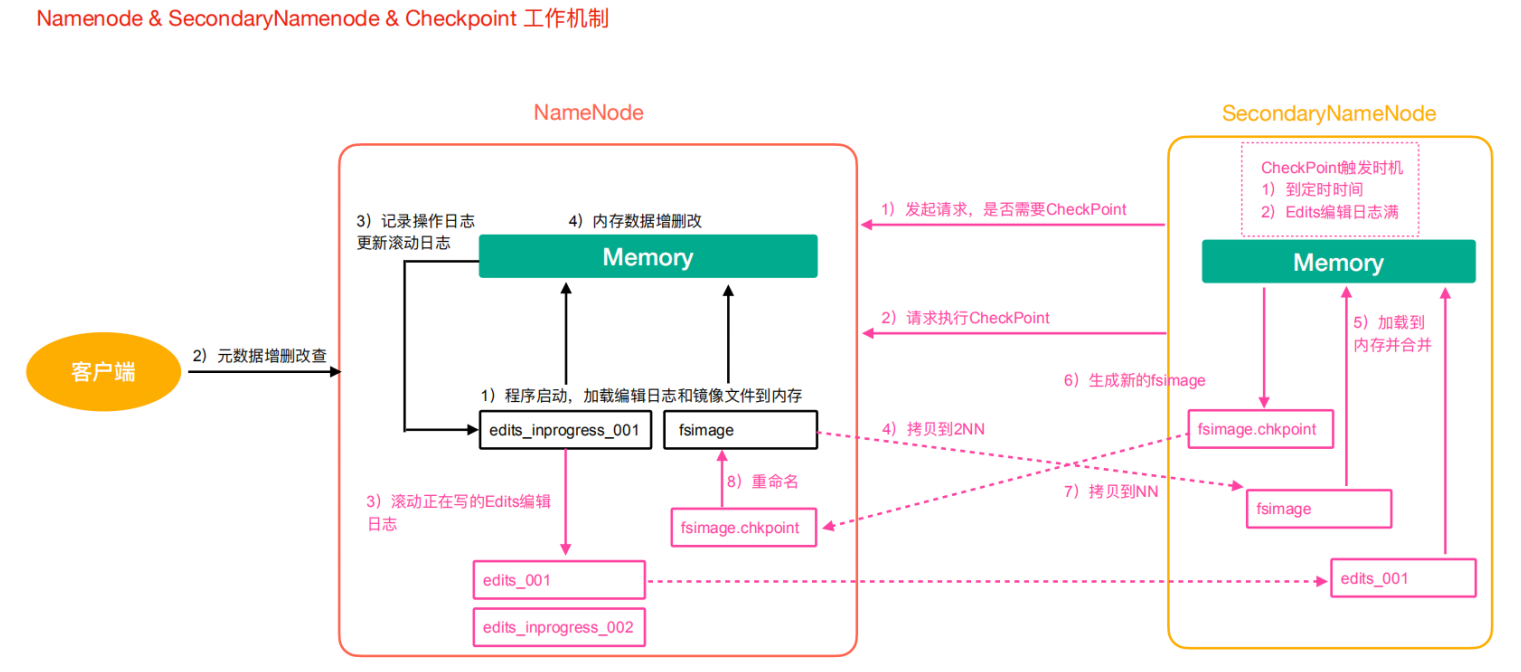 Namenode & SecondaryNamenode & Checkpoint 工作机制
NameNode
SecondaryNameNode
CheckPoint触发时机
1）到定时时间
2）Edits编辑日志满
1）发起请求，是否需要CheckPoint
3）记录操作日志
更新滚动日志
4）内存数据增删改
Memory
Memory
2）请求执行CheckPoint
5）加载到
内存并合并
2）元数据增删改查
客户端
6）生成新的fsimage
1）程序启动，加载编辑日志和镜像文件到内存
edits_inprogress_001
fsimage
4）拷贝到2NN
fsimage.chkpoint
8）重命名
7）拷贝到NN
3）滚动正在写的Edits编辑
日志
fsimage
fsimage.chkpoint
edits_001
edits_001
edits_inprogress_002